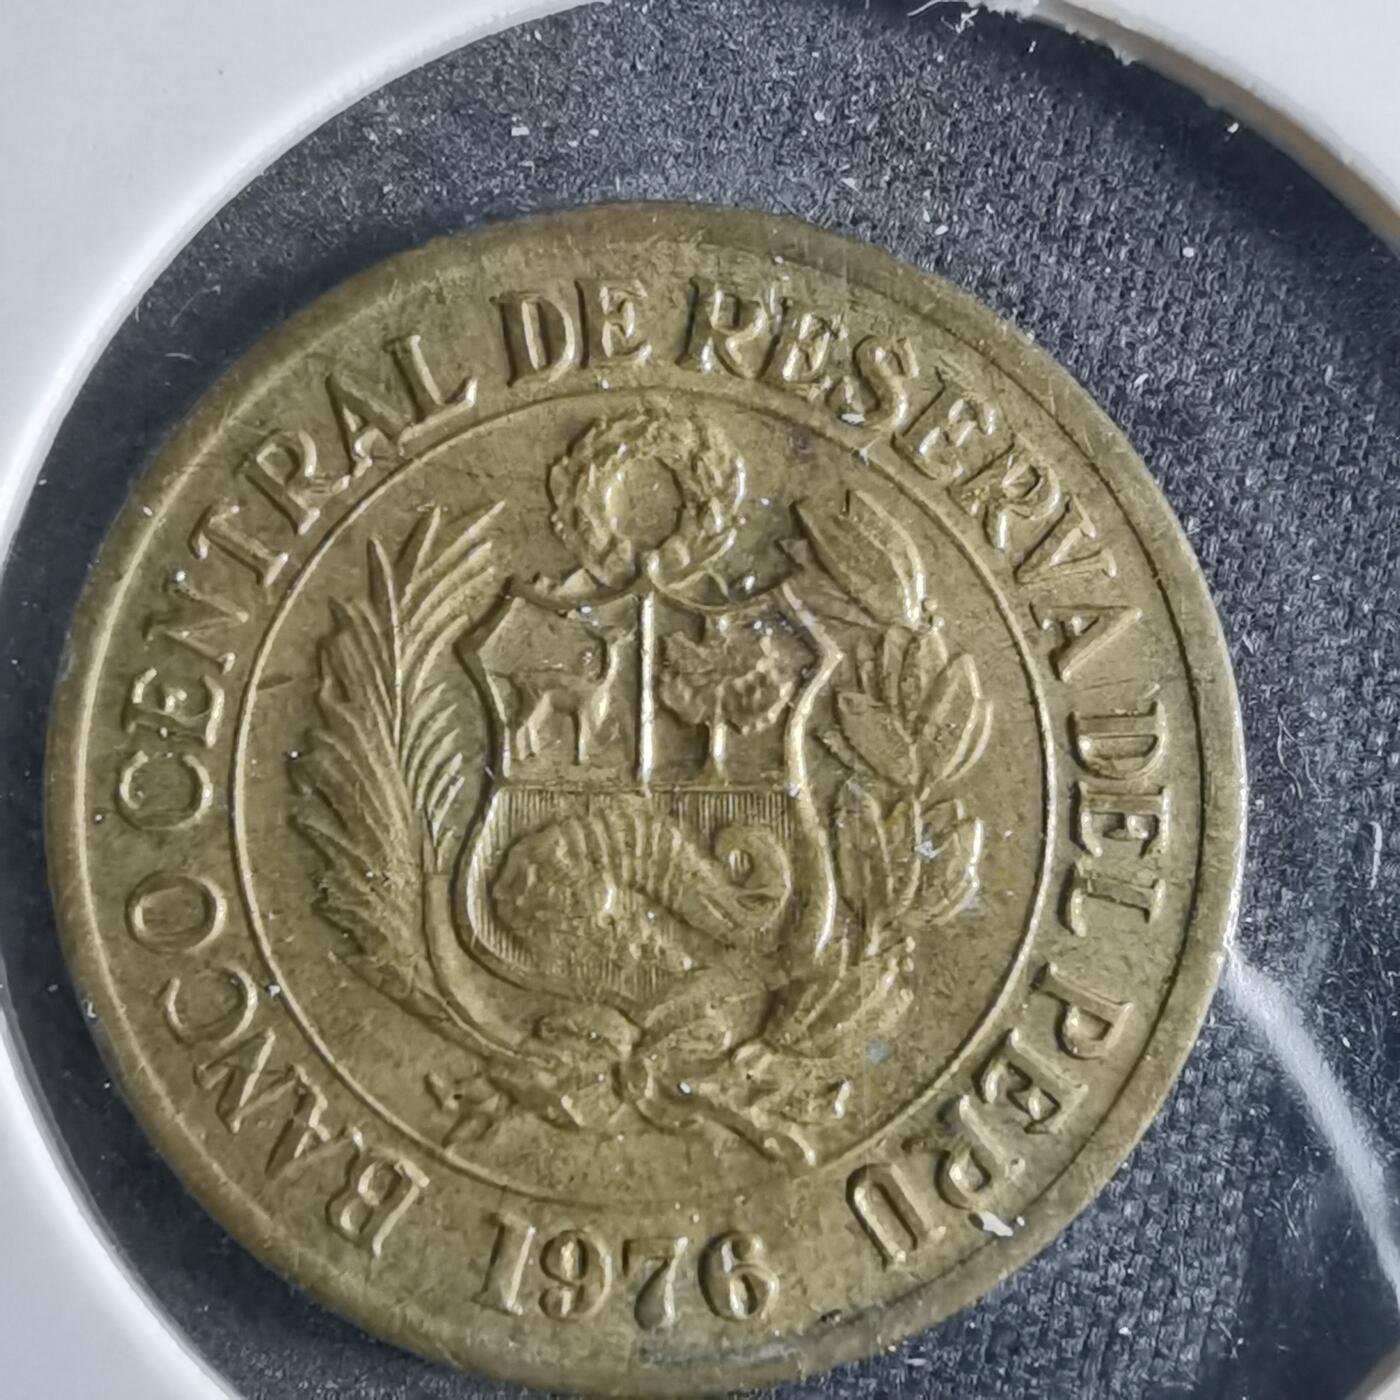 BANCO CENTRAL DE RESERVA DEL PERU
1976